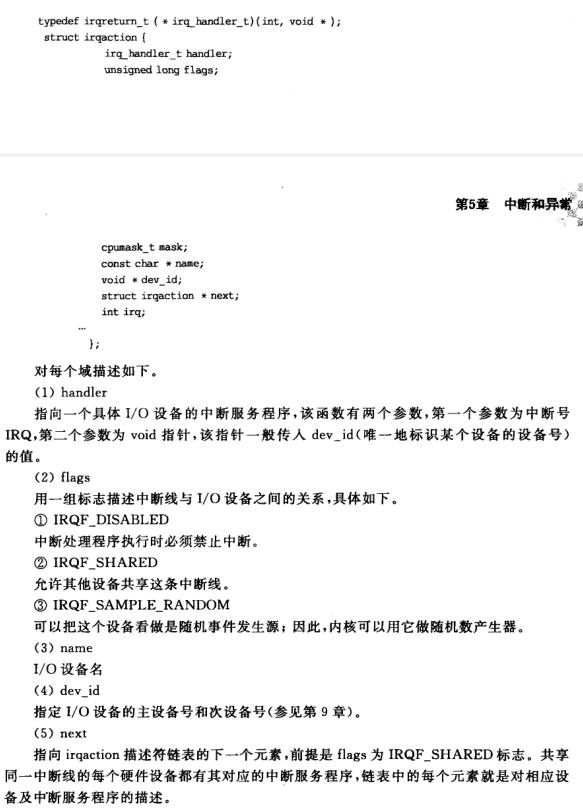 typedef irqreturn_t ( * irq_handler_t)(int, void * );
struct irqaction {
irq_handler_t handler;
unsigned long flags;
第5章 中断和异常
cpumask_t mask;
const char * name;
void * dev_id;
struct irqaction * next;
int irq;
…
};
对每个域描述如下。
(1) handler
指向一个具体 I/O 设备的中断服务程序,该函数有两个参数,第一个参数为中断号
IRQ,第二个参数为 void 指针,该指针一般传入 dev_id(唯一地标识某个设备的设备号)
的值。
(2) flags
用一组标志描述中断线与 I/O 设备之间的关系,具体如下。
① IRQF_DISABLED
中断处理程序执行时必须禁止中断。
② IRQF_SHARED
允许其他设备共享这条中断线。
③ IRQF_SAMPLE_RANDOM
可以把这个设备看做是随机事件发生源；因此,内核可以用它做随机数产生器。
(3) name
I/O 设备名
(4) dev_id
指定 I/O 设备的主设备号和次设备号(参见第 9 章)。
(5) next
指向 irqaction 描述符链表的下一个元素,前提是 flags 为 IRQF_SHARED 标志。共享
同一中断线的每个硬件设备都有其对应的中断服务程序,链表中的每个元素就是对相应设
备及中断服务程序的描述。